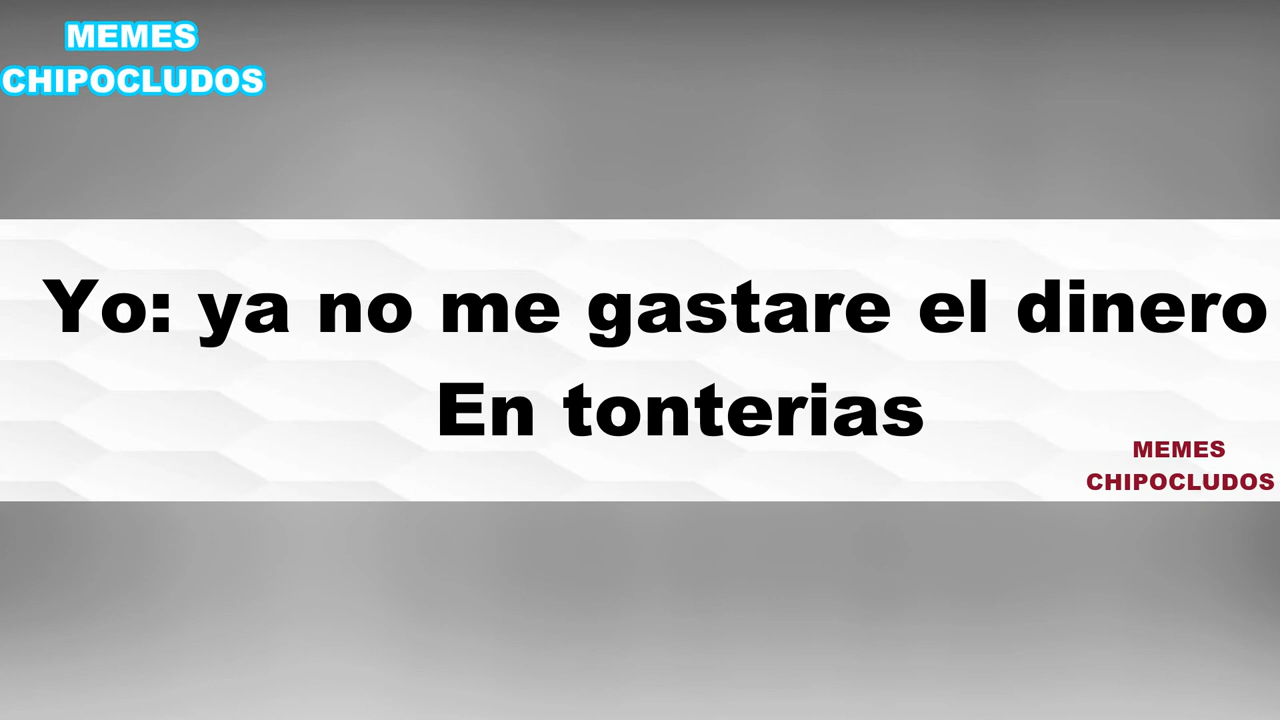 MEMES
CHIPOCLUDOS
Yo: ya no me gastare el dinero
En tonterias
MEMES
CHIPOCLUDOS